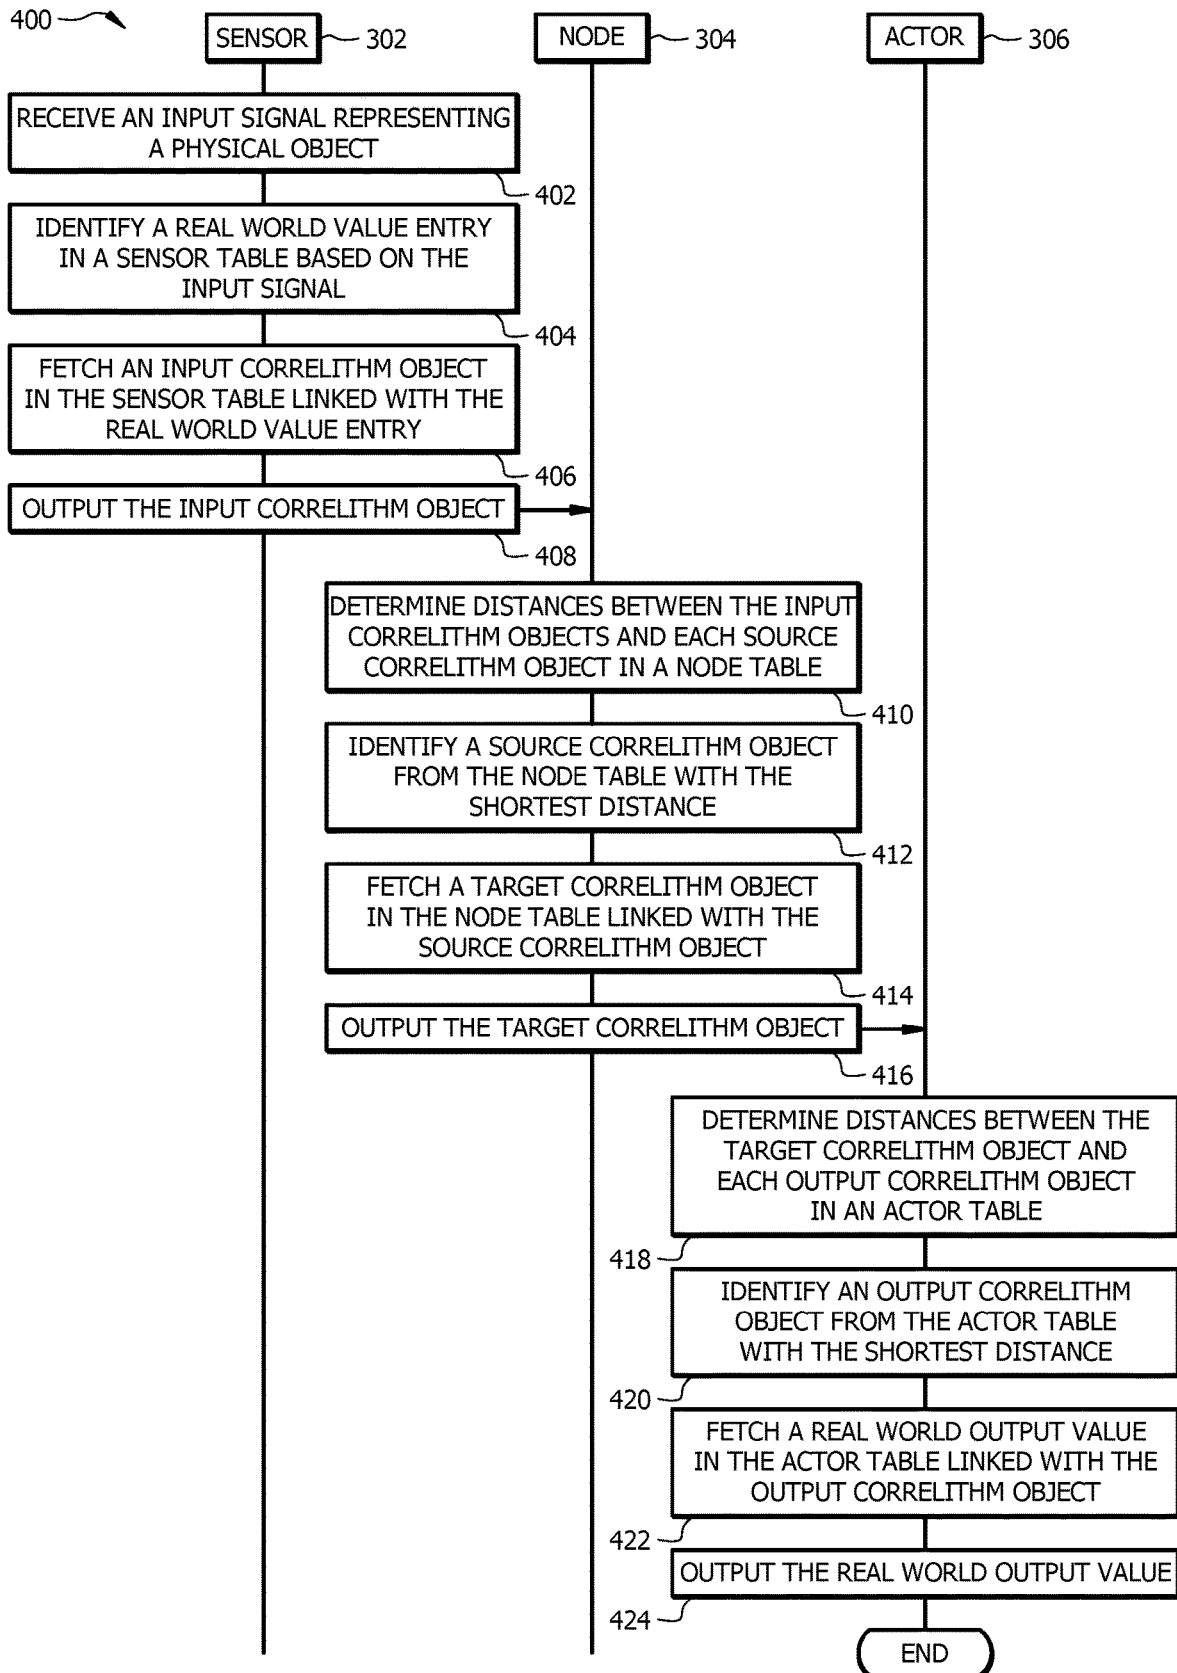 400
SENSOR
302
NODE
304
ACTOR
306
RECEIVE AN INPUT SIGNAL REPRESENTING
A PHYSICAL OBJECT
402
IDENTIFY A REAL WORLD VALUE ENTRY
IN A SENSOR TABLE BASED ON THE
INPUT SIGNAL
404
FETCH AN INPUT CORRELITHM OBJECT
IN THE SENSOR TABLE LINKED WITH THE
REAL WORLD VALUE ENTRY
406
OUTPUT THE INPUT CORRELITHM OBJECT
408
DETERMINE DISTANCES BETWEEN THE INPUT
CORRELITHM OBJECTS AND EACH SOURCE
CORRELITHM OBJECT IN A NODE TABLE
410
IDENTIFY A SOURCE CORRELITHM OBJECT
FROM THE NODE TABLE WITH THE
SHORTEST DISTANCE
412
FETCH A TARGET CORRELITHM OBJECT
IN THE NODE TABLE LINKED WITH THE
SOURCE CORRELITHM OBJECT
414
OUTPUT THE TARGET CORRELITHM OBJECT
416
DETERMINE DISTANCES BETWEEN THE
TARGET CORRELITHM OBJECT AND
EACH OUTPUT CORRELITHM OBJECT
IN AN ACTOR TABLE
418
IDENTIFY AN OUTPUT CORRELITHM
OBJECT FROM THE ACTOR TABLE
WITH THE SHORTEST DISTANCE
420
FETCH A REAL WORLD OUTPUT VALUE
IN THE ACTOR TABLE LINKED WITH THE
OUTPUT CORRELITHM OBJECT
422
OUTPUT THE REAL WORLD OUTPUT VALUE
424
END